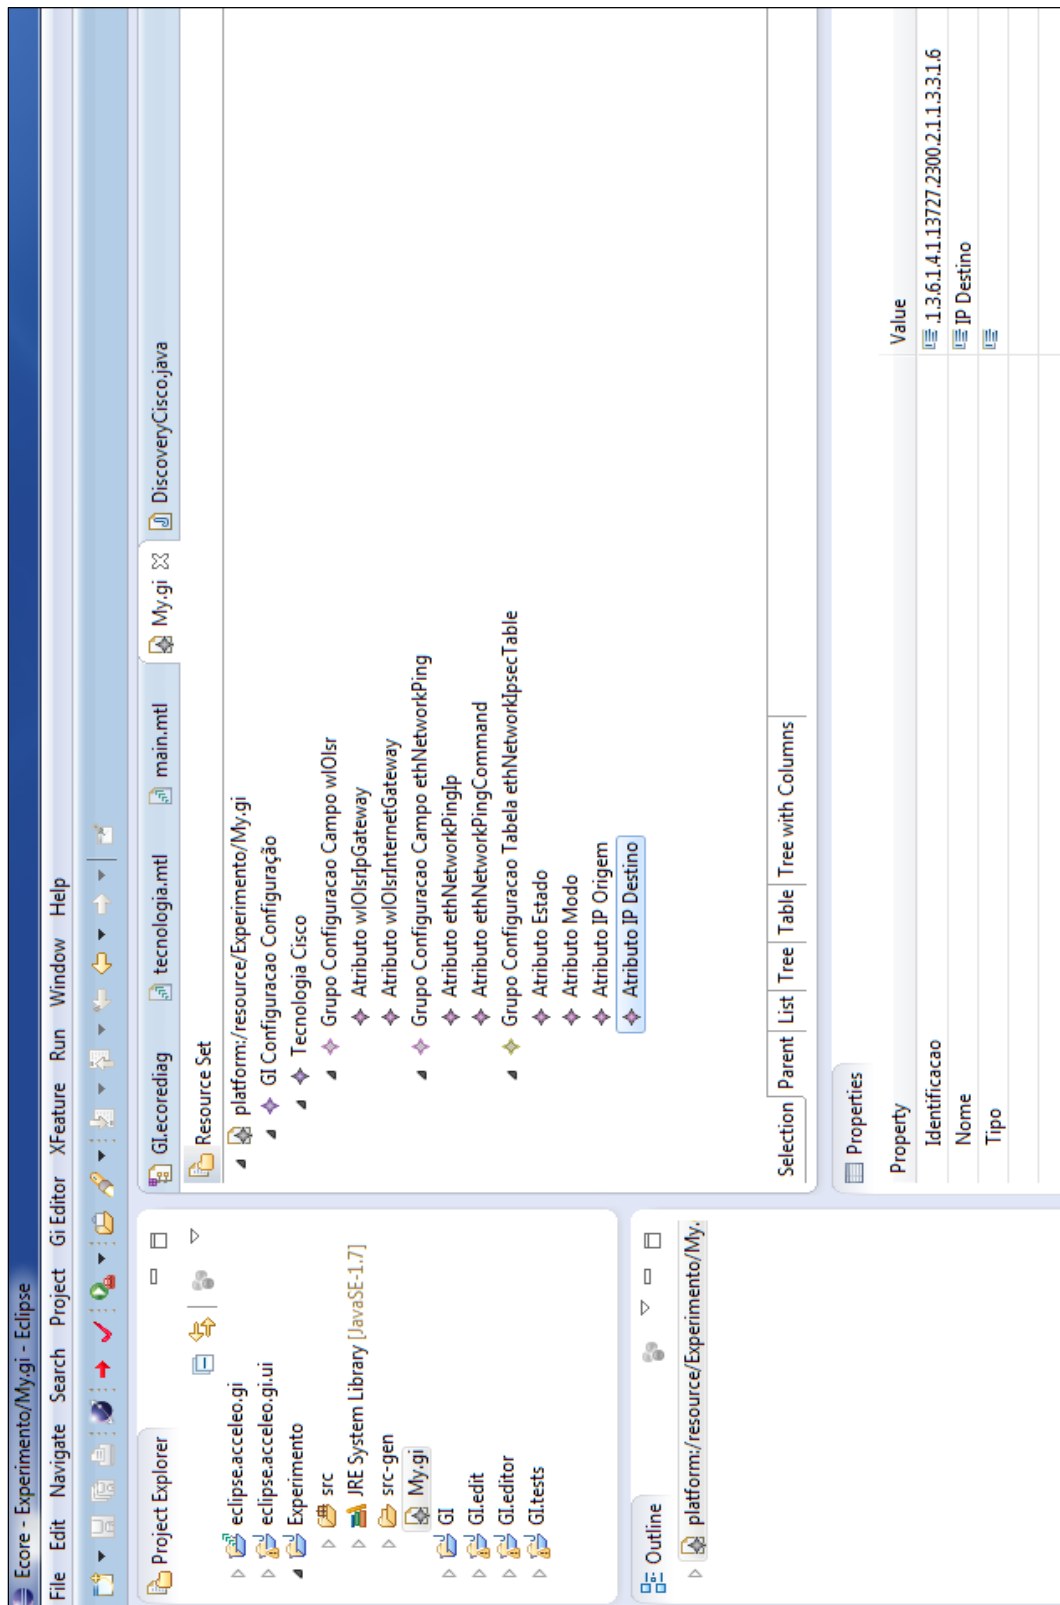 Ecore - Experimento/My.gi - Eclipse
File Edit Navigate Search Project Gi Editor XFeature Run Window Help
Project Explorer
eclipse.acceleo.gi
eclipse.acceleo.gi.ui
Experimento
src
JRE System Library [JavaSE-1.7]
src-gen
My.gi
GI
GI.edit
GI.editor
GI.tests
Outline
platform:/resource/Experimento/My.
GI.ecorediag
tecnologia.mtl
main.mtl
My.gi
DiscoveryCisco.java
Resource Set
platform:/resource/Experimento/My.gi
GI Configuracao Configuração
Tecnologia Cisco
Grupo Configuracao Campo wlOlsr
Atributo wlOlsrIpGateway
Atributo wlOlsrInternetGateway
Grupo Configuracao Campo ethNetworkPing
Atributo ethNetworkPingIp
Atributo ethNetworkPingCommand
Grupo Configuracao Tabela ethNetworkIpsecTable
Atributo Estado
Atributo Modo
Atributo IP Origem
Atributo IP Destino
Selection Parent List Tree Table Tree with Columns
Properties
Property Value
Identificacao .1.3.6.1.4.1.13727.2300.2.1.1.3.3.1.6
Nome IP Destino
Tipo